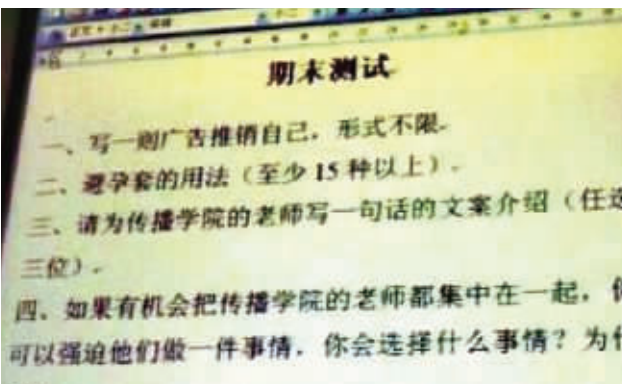 期末测试
一、写一则广告推销自己，形式不限。
二、避孕套的用法（至少 15 种以上）。
三、请为传播学院的老师写一句话的文案介绍（任选
三位）。
四、如果有机会把传播学院的老师都集中在一起，
可以强迫他们做一件事情，你会选择什么事情？为什